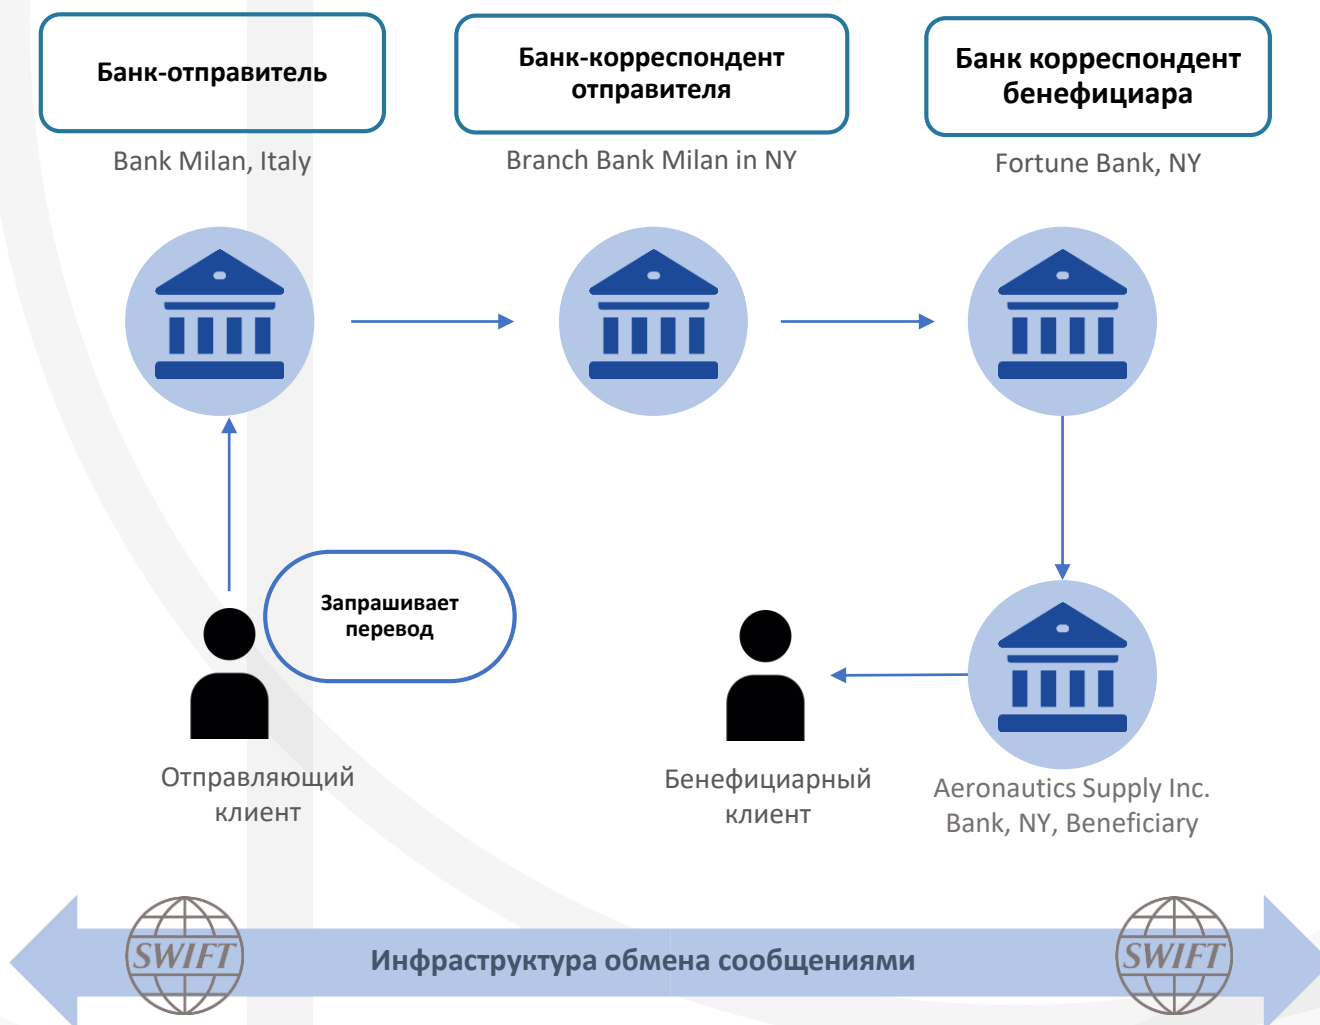 Банк-отправитель
Банк-корреспондент
отправителя
Банк корреспондент
бенефициара
Bank Milan, Italy
Branch Bank Milan in NY
Fortune Bank, NY
Запрашивает
перевод
Отправляющий
клиент
Бенефициарный
клиент
Aeronautics Supply Inc.
Bank, NY, Beneficiary
SWIFT
Инфраструктура обмена сообщениями
SWIFT